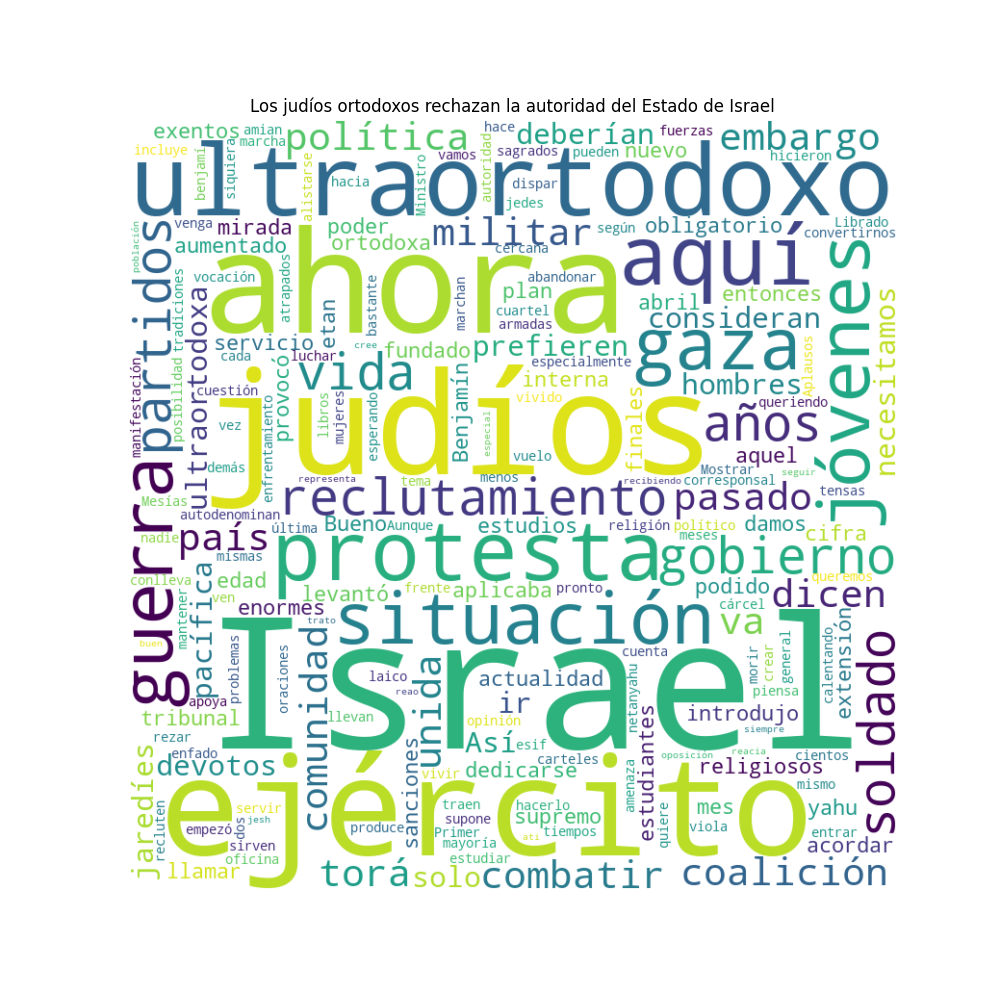 Los judíos ortodoxos rechazan la autoridad del Estado de Israel
exentos amian marcha política hace deberían fuerzas embargo
incluye benjamí siquiera alistarse Ministro vamos autoridad sagrados pueden nuevo hicieron
ultraortodoxo
hacia dispar
jedes
venga mirada poder militar según obligatorio Librado convertirnos
población partidos aumentado ortodoxa cercana aquí
ahora
vocación atrapados bastante marchan abandonar plan cuartel armadas abril entonces
tradiciones posibilidad ultraortodoxa servicio etan cree fundado prefieren consideran jóvenes necesitamos
manifestación cada luchar provocó vida especialmente gaza Aplausos
cuestión libros mujeres esperando Benjamín interna vivido hombres
judíos
vez enfrentamiento especial vuelo finales años queriendo
demás aquel
representa tema menos recibiendo Mostrar corresponsal seguir
guerra Mesías reclutamiento pasado tensas
autodenominan
nadie país última Bueno Aunque estudios religión político damos cifra
mismas protesta meses gobierno
conlleva ven edad levantó frente aplicaba pronto podido queremos
mantener pacífica enormes cárcel dicen
buen trato situación cuenta va
problemas oraciones comunidad laico unida morir crear general calentando extensión soldado
Israel
apoya reao actualidad netanyahu piensa
tribunal llevan opinión ir introdujo siempre
rezar enfado Así esif carteles estudiantes oposición reacia cientos
jaredíes devotos sanciones vivir dedicarse amenaza quiere religiosos mismo
ejército
recluten servir dos jesh traen hacerlo supremo mes yahu
empezó produce supone Primer tiempos viola entrar
sirven mayoría ati acordar
oficina estudiar
llamar torá solo combatir coalición